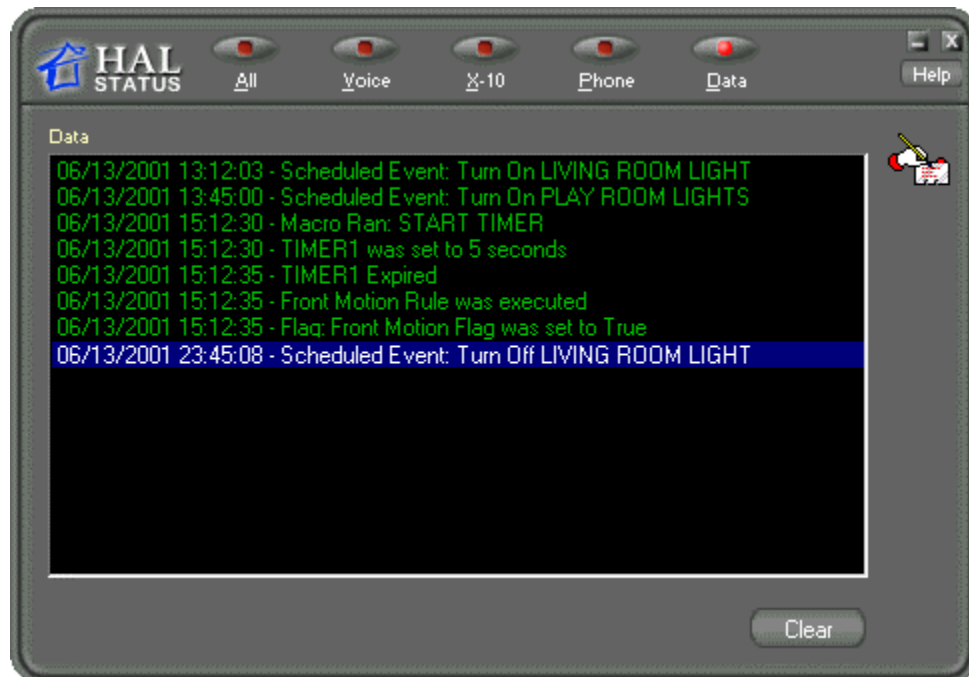 HAL
STATUS
All
Voice
X-10
Phone
Data
X
Help
Data
06/13/2001 13:12:03 - Scheduled Event: Turn On LIVING ROOM LIGHT
06/13/2001 13:45:00 - Scheduled Event: Turn On PLAY ROOM LIGHTS
06/13/2001 15:12:30 - Macro Ran: START TIMER
06/13/2001 15:12:30 - TIMER1 was set to 5 seconds
06/13/2001 15:12:35 - TIMER1 Expired
06/13/2001 15:12:35 - Front Motion Rule was executed
06/13/2001 15:12:35 - Flag: Front Motion Flag was set to True
06/13/2001 23:45:08 - Scheduled Event: Turn Off LIVING ROOM LIGHT
Clear